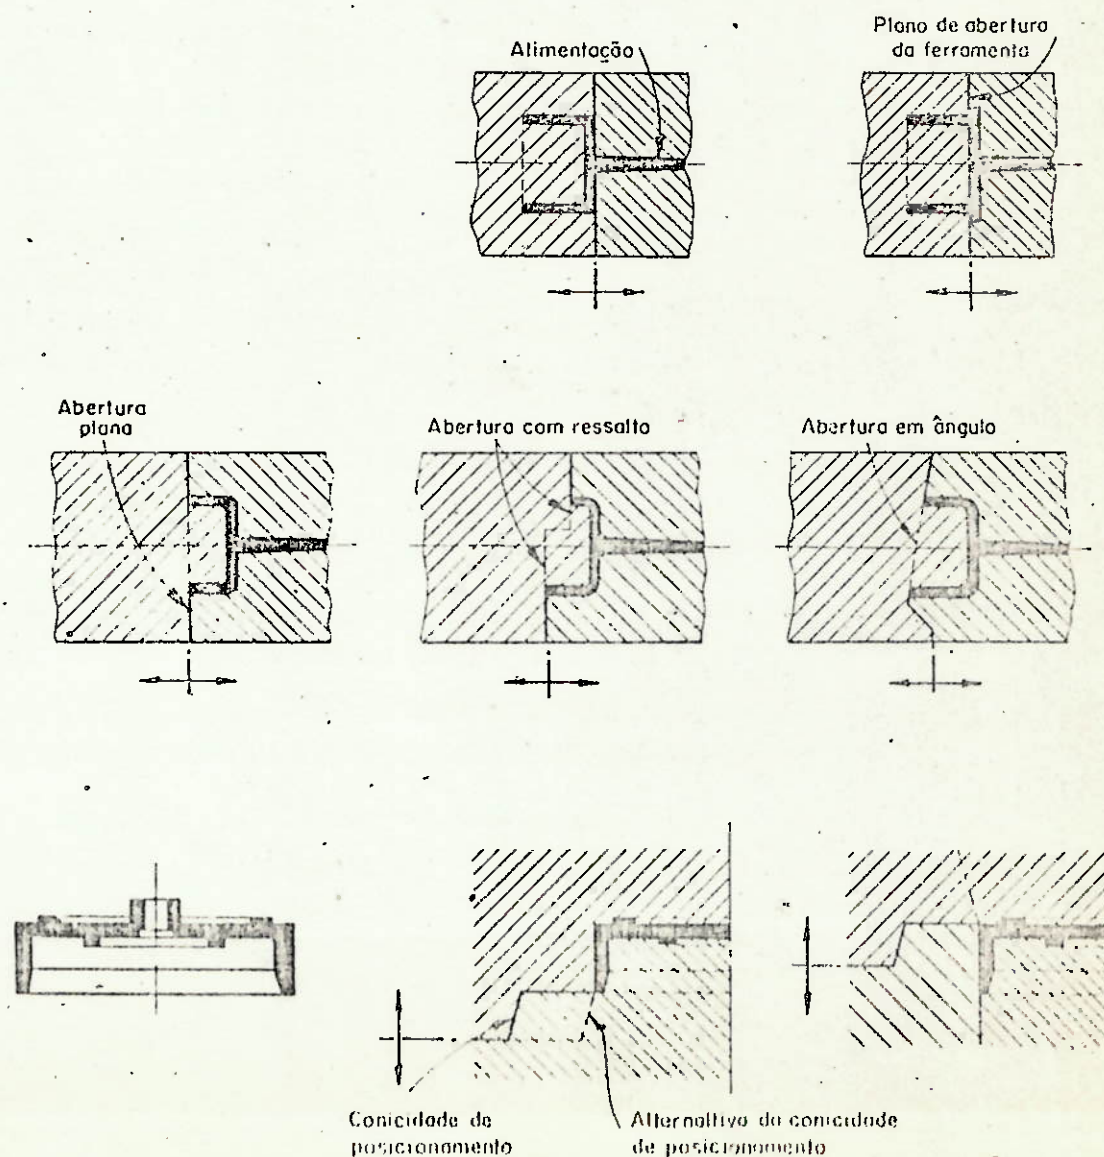 Alimentação
Plano de abertura
da ferramenta
Abertura
plana
Abertura com ressalto
Abertura em ângulo
Conicidade de
posicionamento
Alternativa da conicidade
de posicionamento